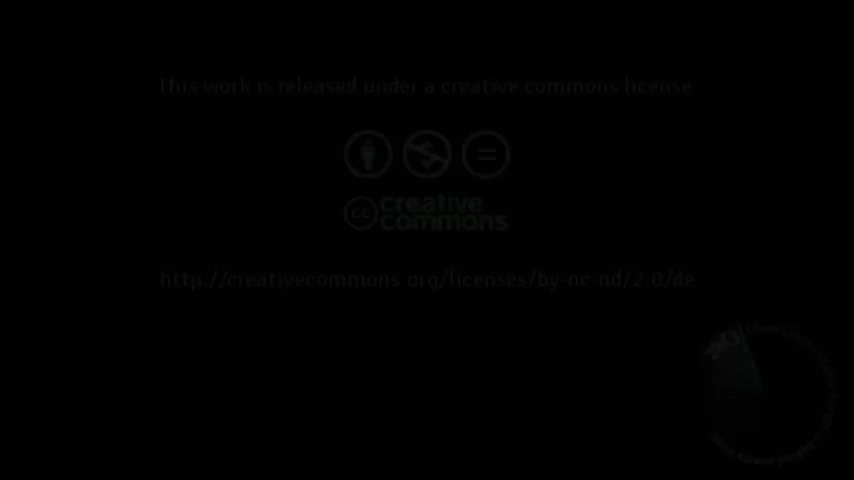 this work is released under a creative commons license
cc creative
commons
http://creativecommons.org/licenses/by-nc-nd/2.0/de